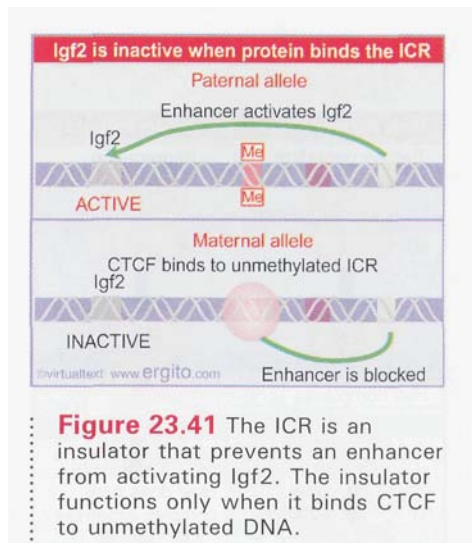 Igf2 is inactive when protein binds the ICR
Paternal allele
Enhancer activates Igf2
Igf2
Me
Me
ACTIVE
Maternal allele
CTCF binds to unmethylated ICR
Igf2
INACTIVE
©virtualtext www.ergito.com
Enhancer is blocked
Figure 23.41 The ICR is an
insulator that prevents an enhancer
from activating Igf2. The insulator
functions only when it binds CTCF
to unmethylated DNA.